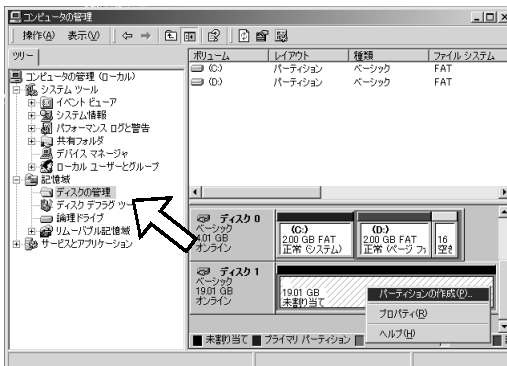 コンピュータの管理
操作(A) 表示(V)
ツリー
コンピュータの管理 (ローカル)
システム ツール
イベント ビューア
システム情報
パフォーマンス ログと警告
共有フォルダ
デバイス マネージャ
ローカル ユーザーとグループ
記憶域
ディスクの管理
ディスク デフラグ ツー
論理ドライブ
リムーバブル記憶域
サービスとアプリケーション
ボリューム レイアウト 種類 ファイル システム
(C:) パーティション ベーシック FAT
(D:) パーティション ベーシック FAT
ディスク 0
ベーシック
4.01 GB
オンライン
(C:)
2.00 GB FAT
正常 (システム)
(D:)
2.00 GB FAT
正常 (ページ フ
16
空き
ディスク 1
ベーシック
19.01 GB
オンライン
19.01 GB
未割り当て
パーティションの作成(P)...
プロパティ(R)
ヘルプ(H)
未割り当て プライマリ パーティション